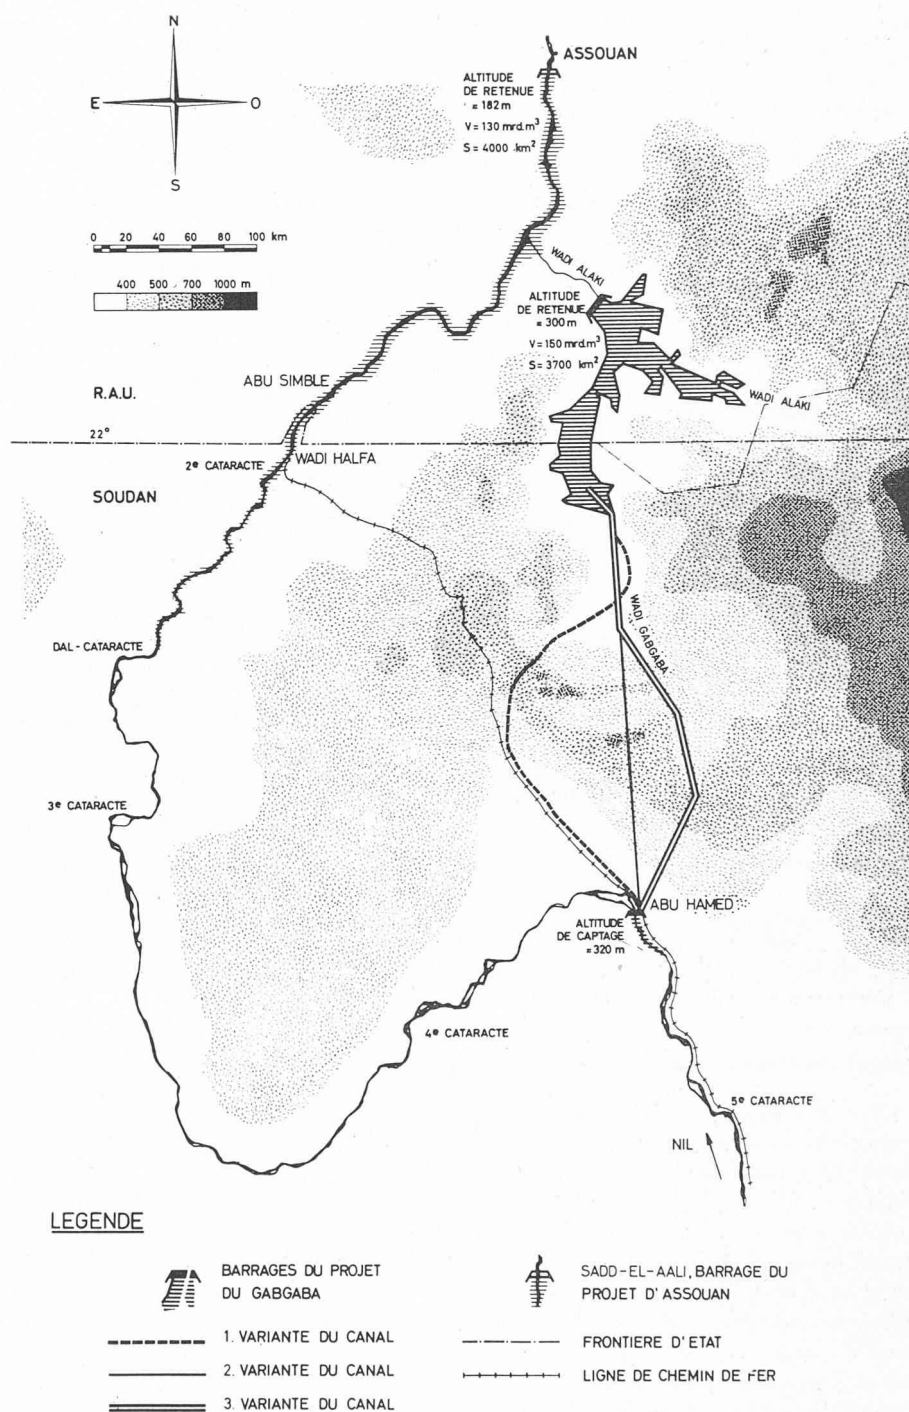 N
E
O
S
ASSOUAN
ALTITUDE
DE RETENUE
= 182 m
V = 130 mrd.m³
S = 4000 km²
0 20 40 60 80 100 km
400 500 700 1000 m
WADI ALAKI
ALTITUDE
DE RETENUE
= 300 m
V = 150 mrd.m³
S = 3700 km²
WADI ALAKI
ABU SIMBLE
R.A.U.
22°
WADI HALFA
2e CATARACTE
SOUDAN
WADI GABGABA
DAL-CATARACTE
3e CATARACTE
ABU HAMED
ALTITUDE
DE CAPTAGE
= 320 m
4e CATARACTE
5e CATARACTE
NIL
LEGENDE
BARRAGES DU PROJET
DU GABGABA
1. VARIANTE DU CANAL
2. VARIANTE DU CANAL
3. VARIANTE DU CANAL
SADD-EL-AALI, BARRAGE DU
PROJET D'ASSOUAN
FRONTIERE D'ETAT
LIGNE DE CHEMIN DE FER